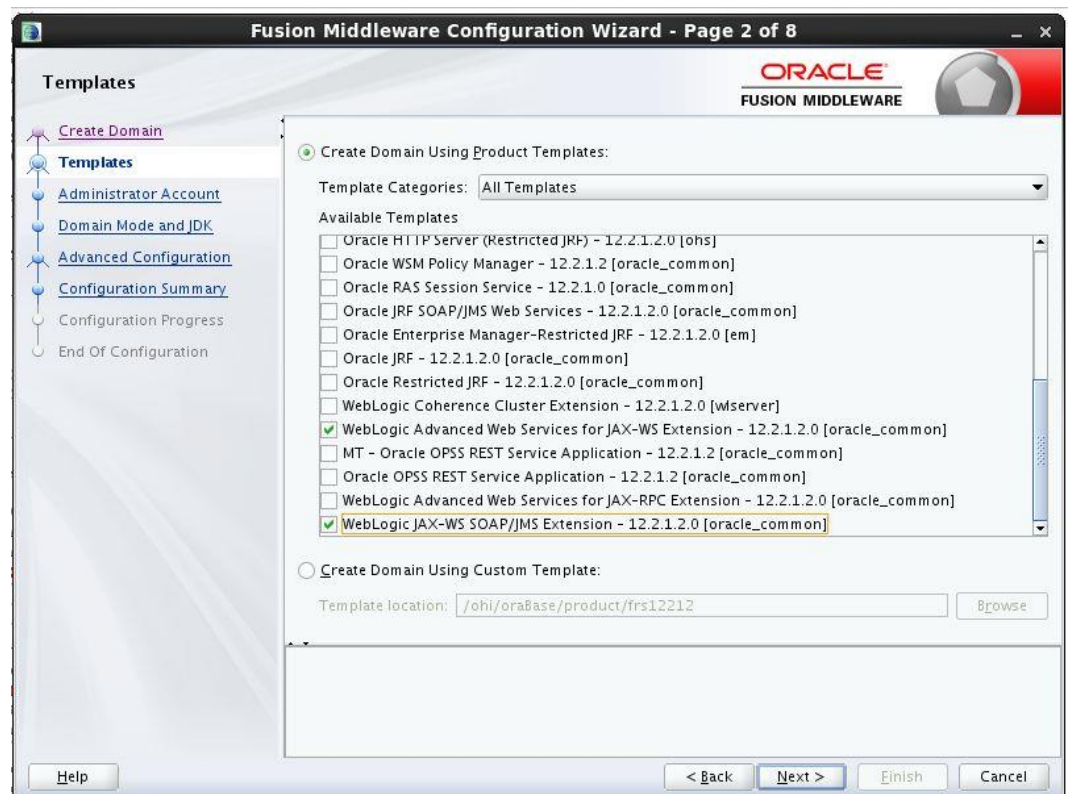 Fusion Middleware Configuration Wizard - Page 2 of 8
Templates
ORACLE
FUSION MIDDLEWARE
Create Domain
Templates
Administrator Account
Domain Mode and JDK
Advanced Configuration
Configuration Summary
Configuration Progress
End Of Configuration
Create Domain Using Product Templates:
Template Categories: All Templates
Available Templates
Oracle HTTP Server (Restricted JRF) - 12.2.1.2.0 [ohs]
Oracle WSM Policy Manager - 12.2.1.2 [oracle_common]
Oracle RAS Session Service - 12.2.1.0 [oracle_common]
Oracle JRF SOAP/JMS Web Services - 12.2.1.2.0 [oracle_common]
Oracle Enterprise Manager-Restricted JRF - 12.2.1.2.0 [em]
Oracle JRF - 12.2.1.2.0 [oracle_common]
Oracle Restricted JRF - 12.2.1.2.0 [oracle_common]
WebLogic Coherence Cluster Extension - 12.2.1.2.0 [wlserver]
WebLogic Advanced Web Services for JAX-WS Extension - 12.2.1.2.0 [oracle_common]
MT - Oracle OPSS REST Service Application - 12.2.1.2 [oracle_common]
Oracle OPSS REST Service Application - 12.2.1.2 [oracle_common]
WebLogic Advanced Web Services for JAX-RPC Extension - 12.2.1.2.0 [oracle_common]
WebLogic JAX-WS SOAP/JMS Extension - 12.2.1.2.0 [oracle_common]
Create Domain Using Custom Template:
Template location: /ohi/oraBase/product/frs12212 Browse
Help < Back Next > Finish Cancel